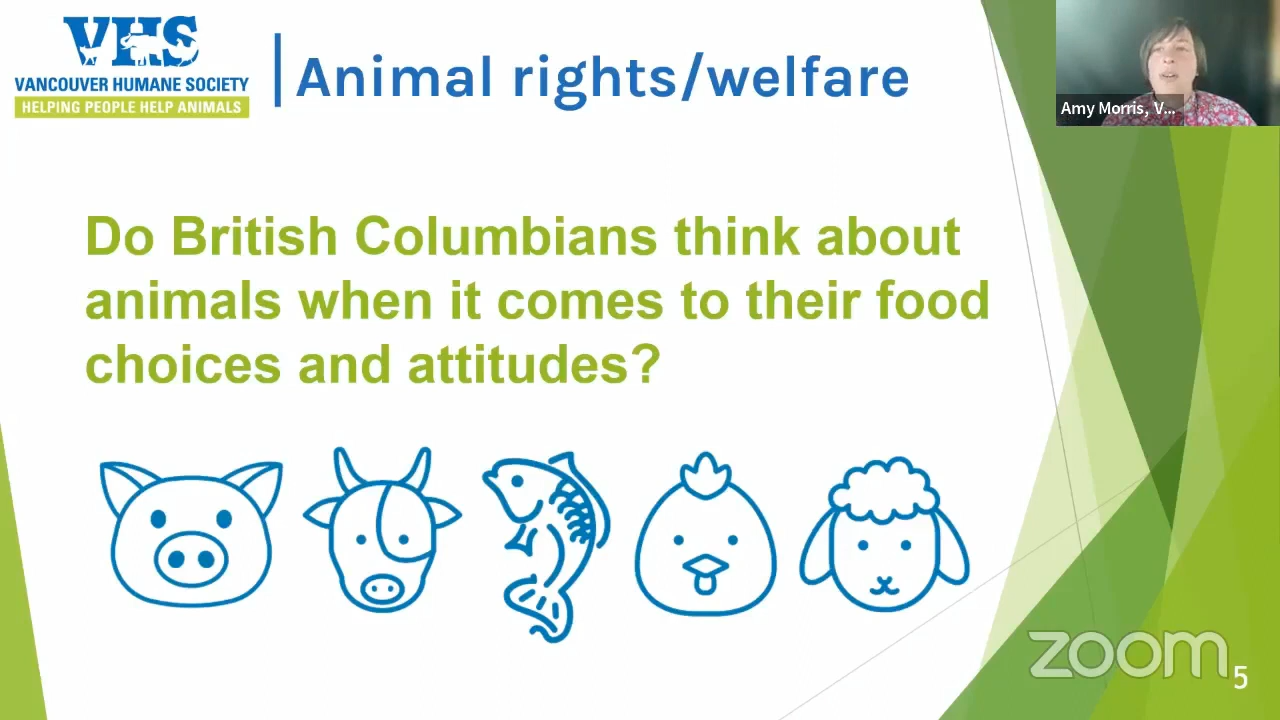 VHS
VANCOUVER HUMANE SOCIETY
HELPING PEOPLE HELP ANIMALS
Animal rights/welfare
Amy Morris, V...
Do British Columbians think about
animals when it comes to their food
choices and attitudes?
zoom
5